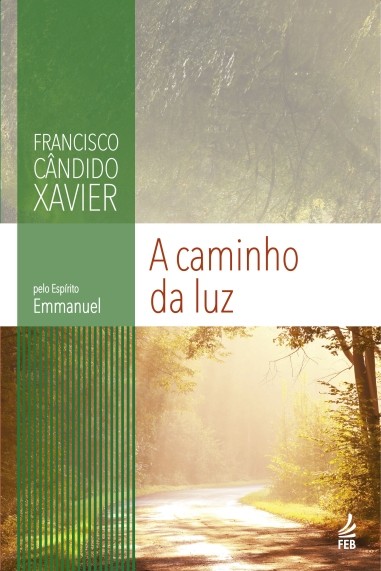 FRANCISCO
CÂNDIDO
XAVIER
A caminho
da luz
pelo Espírito
Emmanuel
FEB